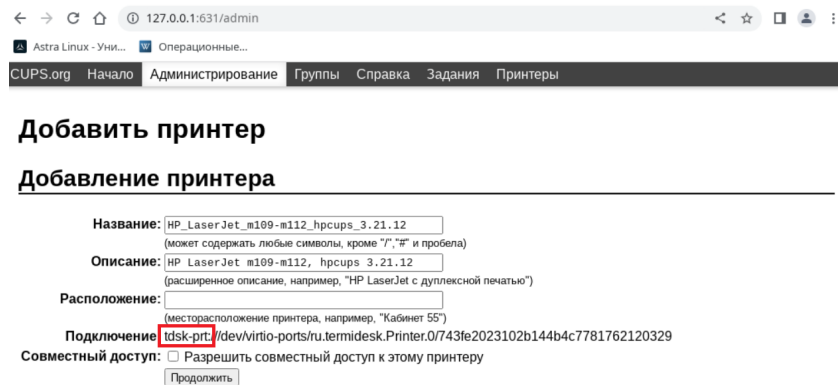 127.0.0.1:631/admin
Astra Linux - Уни... Операционные...
CUPS.org Начало Администрирование Группы Справка Задания Принтеры
Добавить принтер
Добавление принтера
Название: HP_LaserJet_m109-m112_hpcups_3.21.12
(может содержать любые символы, кроме "/","#" и пробела)
Описание: HP LaserJet m109-m112, hpcups 3.21.12
(расширенное описание, например, "HP LaserJet с дуплексной печатью")
Расположение:
(месторасположение принтера, например, "Кабинет 55")
Подключение: tdsk-prt://dev/virtio-ports/ru.termidesk.Printer.0/743fe2023102b144b4c7781762120329
Совместный доступ: Разрешить совместный доступ к этому принтеру
Продолжить